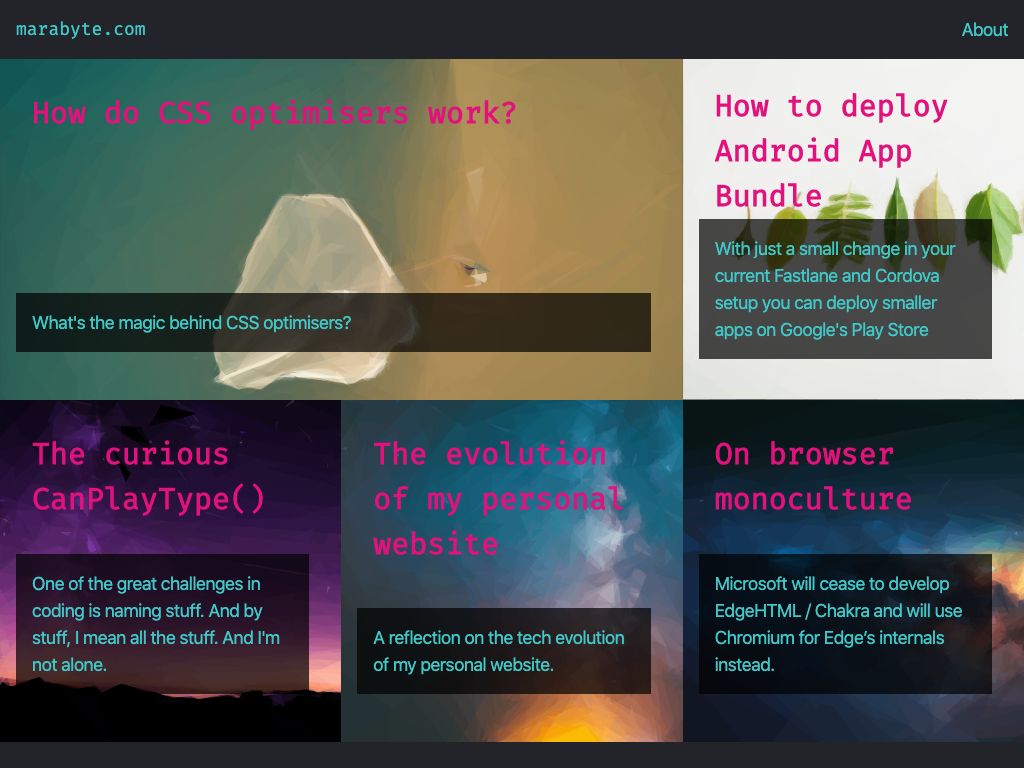 marabyte.com
About
How do CSS optimisers work?
What's the magic behind CSS optimisers?
How to deploy
Android App
Bundle
With just a small change in your
current Fastlane and Cordova
setup you can deploy smaller
apps on Google's Play Store
The curious
CanPlayType()
One of the great challenges in
coding is naming stuff. And by
stuff, I mean all the stuff. And I'm
not alone.
The evolution
of my personal
website
A reflection on the tech evolution
of my personal website.
On browser
monoculture
Microsoft will cease to develop
EdgeHTML / Chakra and will use
Chromium for Edge’s internals
instead.